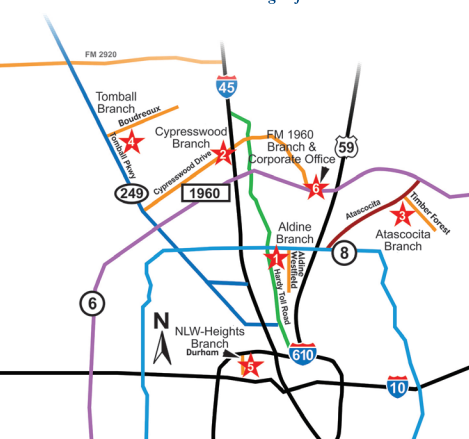 FM 2920
45
Tomball
Branch
Boudreaux
4
Tomball Pkwy
Cypresswood
Branch
2
FM 1960
Branch &
Corporate Office
59
Cypresswood Drive
249
1960
6
Atascocita
3
Timber Forest
Atascocita
Branch
Aldine
Branch
1
Aldine
Westfield
8
Hardy Toll Road
6
N
NLW-Heights
Branch
Durham
5
610
10